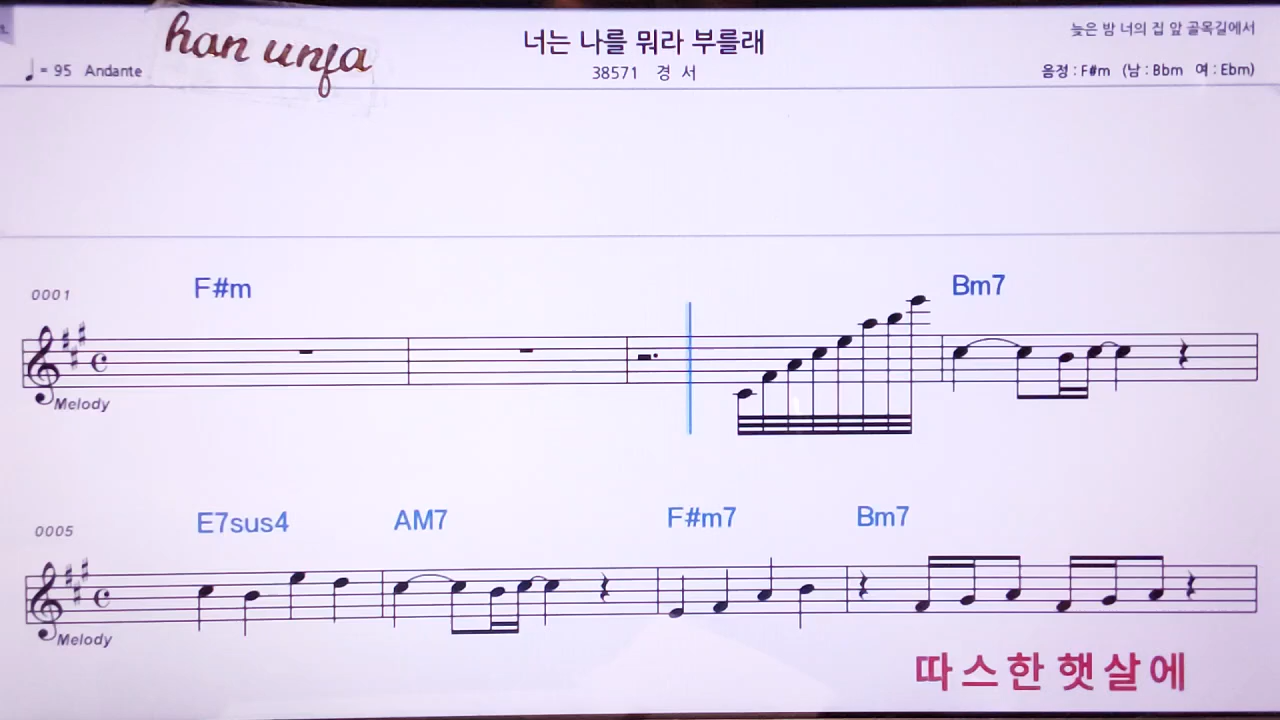 han unfa
너는 나를 뭐라 부를래
늦은 밤 너의 집 앞 골목길에서
♩ = 95 Andante
38571 경 서
음정 : F#m (남 : Bbm 여 : Ebm)
0001
F#m
Bm7
Melody
0005
E7sus4 AM7 F#m7 Bm7
Melody
따스한 햇살에